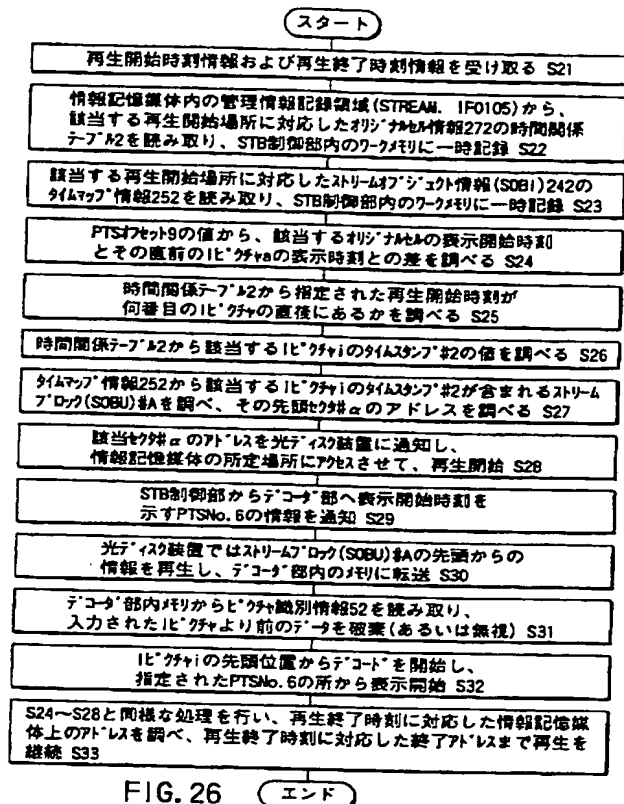 スタート
再生開始時刻情報および再生終了時刻情報を受け取る S21
情報記憶媒体内の管理情報記録領域(STREAM. IFO105)から、
該当する再生開始場所に対応したオリジナルセル情報272の時間関係
テーブル2を読み取り、STB制御部内のワークメモリに一時記録 S22
該当する再生開始場所に対応したストリームオブジェクト情報(SOBI)242の
タイムマップ情報252を読み取り、STB制御部内のワークメモリに一時記録 S23
PTSオフセット9の値から、該当するオリジナルセルの表示開始時刻
とその直前のIピクチャaの表示時刻との差を調べる S24
時間関係テーブル2から指定された再生開始時刻が
何番目のIピクチャの直後にあるかを調べる S25
時間関係テーブル2から該当するIピクチャiのタイムスタンプ#2の値を調べる S26
タイムマップ情報252から該当するIピクチャiのタイムスタンプ#2が含まれるストリーム
ブロック(SOBU)#Aを調べ、その先頭セクタ#αのアドレスを調べる S27
該当セクタ#αのアドレスを光ディスク装置に通知し、
情報記憶媒体の所定場所にアクセスさせて、再生開始 S28
STB制御部からデコーダ部へ表示開始時刻を
示すPTSNo.6の情報を通知 S29
光ディスク装置ではストリームブロック(SOBU)#Aの先頭からの
情報を再生し、デコーダ部内のメモリに転送 S30
デコーダ部内メモリからピクチャ識別情報52を読み取り、
入力されたIピクチャより前のデータを破棄(あるいは無視) S31
Iピクチャiの先頭位置からデコードを開始し、
指定されたPTSNo.6の所から表示開始 S32
S24～S28と同様な処理を行い、再生終了時刻に対応した情報記憶媒
体上のアドレスを調べ、再生終了時刻に対応した終了アドレスまで再生を
継続 S33
エンド
FIG. 26